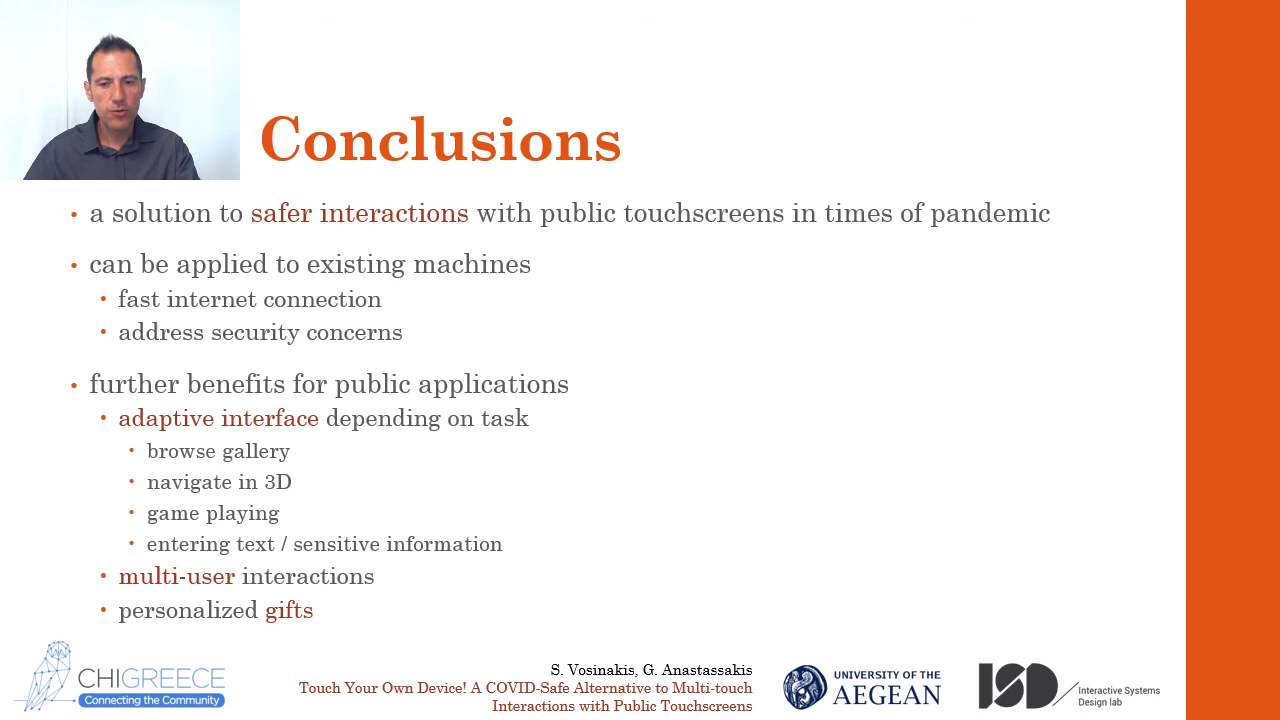 Conclusions
• a solution to safer interactions with public touchscreens in times of pandemic
• can be applied to existing machines
• fast internet connection
• address security concerns
• further benefits for public applications
• adaptive interface depending on task
• browse gallery
• navigate in 3D
• game playing
• entering text / sensitive information
• multi-user interactions
• personalized gifts
CHIGREECE
Connecting the Community
S. Vosinakis, G. Anastassakis
Touch Your Own Device! A COVID-Safe Alternative to Multi-touch
Interactions with Public Touchscreens
UNIVERSITY OF THE
AEGEAN
ISD
Interactive Systems
Design lab